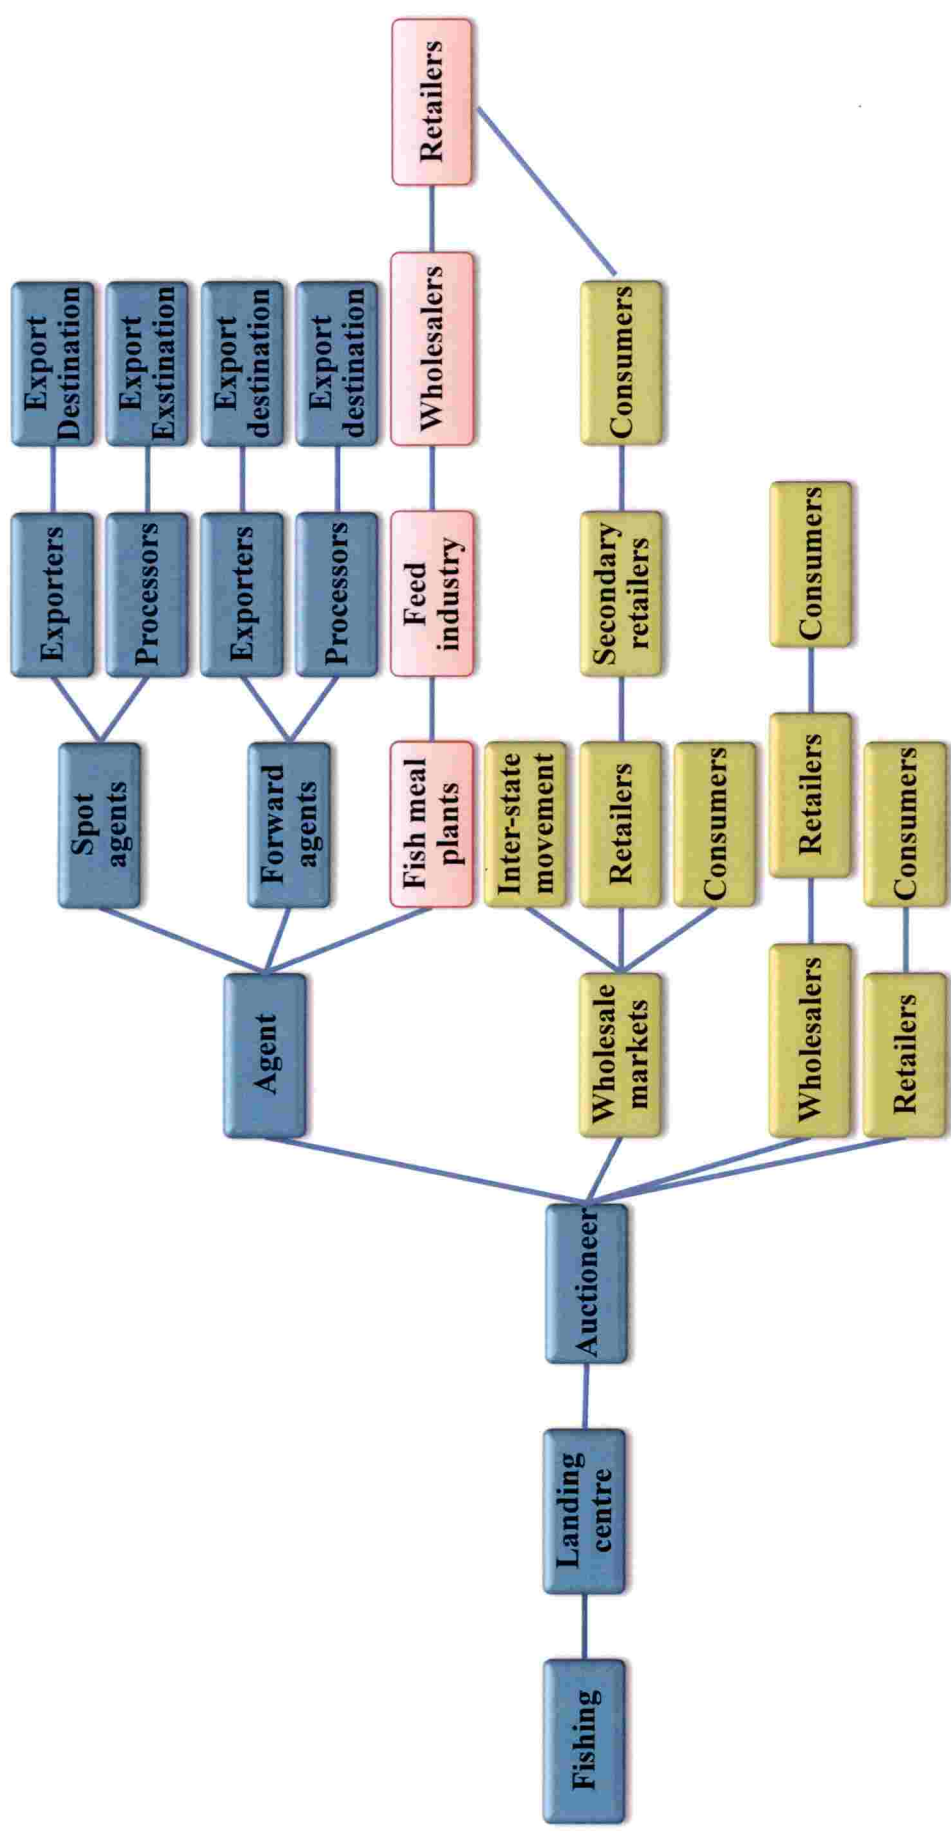 Fishing
Landing
centre
Auctioneer
Agent
Spot
agents
Exporters
Export
Destination
Processors
Export
Exstination
Forward
agents
Exporters
Export
destination
Processors
Export
destination
Fish meal
plants
Feed
industry
Wholesalers
Retailers
Wholesale
markets
Inter-state
movement
Retailers
Secondary
retailers
Consumers
Consumers
Wholesalers
Retailers
Consumers
Retailers
Consumers